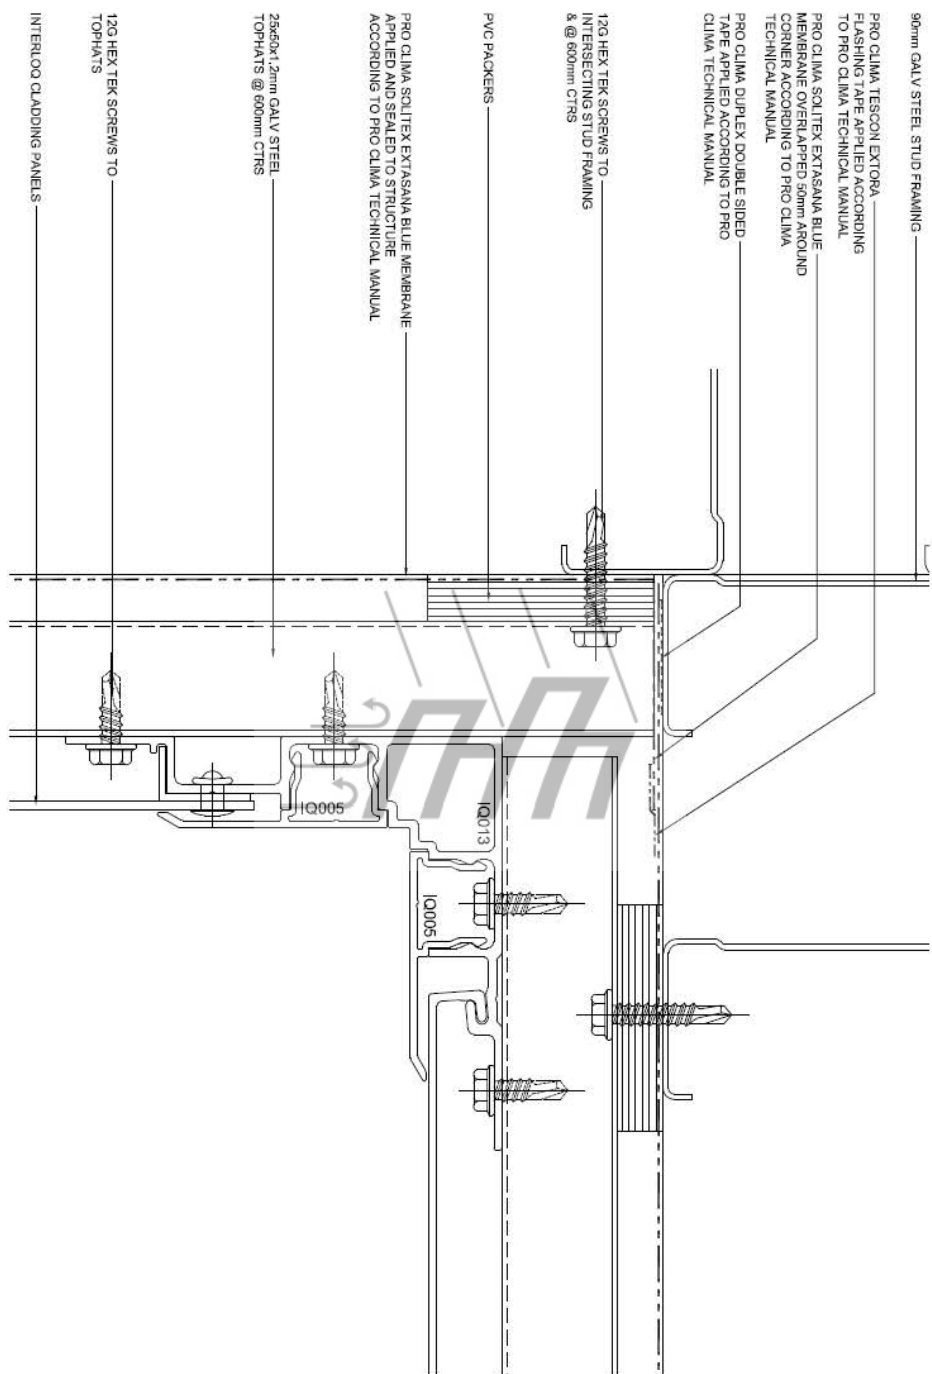 90mm GALV STEEL STUD FRAMING
PRO CLIMA TESCON EXTORA
FLASHING TAPE APPLIED ACCORDING
TO PRO CLIMA TECHNICAL MANUAL
PRO CLIMA SOLITEX EXTASANA BLUE
MEMBRANE OVERLAPPED 50mm AROUND
CORNER ACCORDING TO PRO CLIMA
TECHNICAL MANUAL
PRO CLIMA DUPLEX DOUBLE SIDED
TAPE APPLIED ACCORDING TO PRO
CLIMA TECHNICAL MANUAL
12G HEX TEK SCREWS TO
INTERSECTING STUD FRAMING
& @ 600mm CTRS
PVC PACKERS
PRO CLIMA SOLITEX EXTASANA BLUE MEMBRANE
APPLIED AND SEALED TO STRUCTURE
ACCORDING TO PRO CLIMA TECHNICAL MANUAL
25x50x1.2mm GALV STEEL
TOPHATS @ 600mm CTRS
12G HEX TEK SCREWS TO
TOPHATS
INTERLOQ CLADDING PANELS
IQ013
IQ005
IQ005